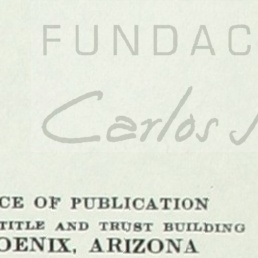 FUNDAC
Carlos J
CE OF PUBLICATION
TITLE AND TRUST BUILDING
OENIX, ARIZONA